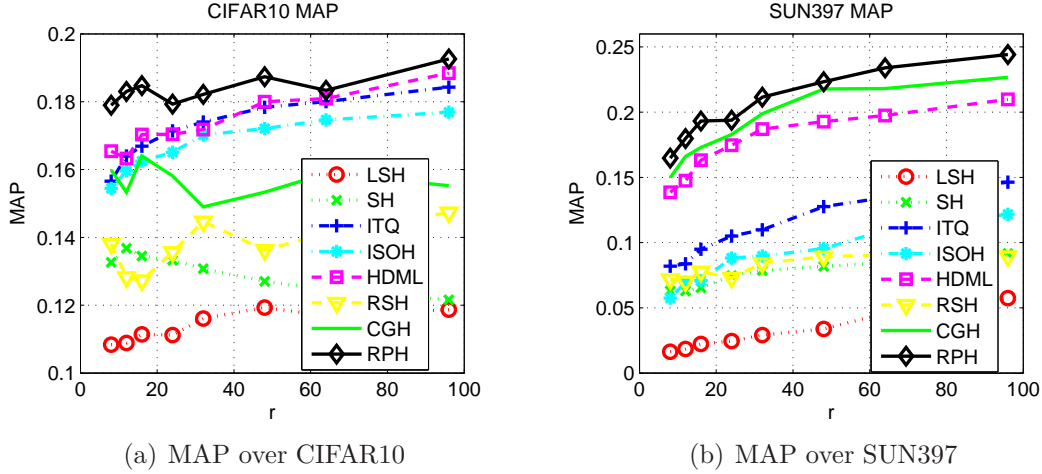 CIFAR10 MAP
0.2
0.18
0.16
0.14
0.12
0.1
MAP
0 20 40 60 80 100
r
LSH
SH
ITQ
ISOH
HDML
RSH
CGH
RPH
(a) MAP over CIFAR10
SUN397 MAP
0.25
0.2
0.15
0.1
0.05
0
MAP
0 20 40 60 80 100
r
LSH
SH
ITQ
ISOH
HDML
RSH
CGH
RPH
(b) MAP over SUN397